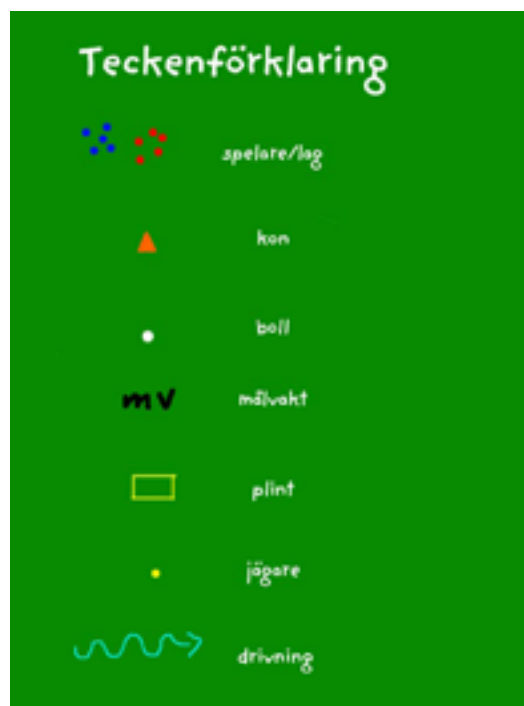 Teckenförklaring
spelare/lag
kon
boll
mv målvakt
plint
jägare
drivning